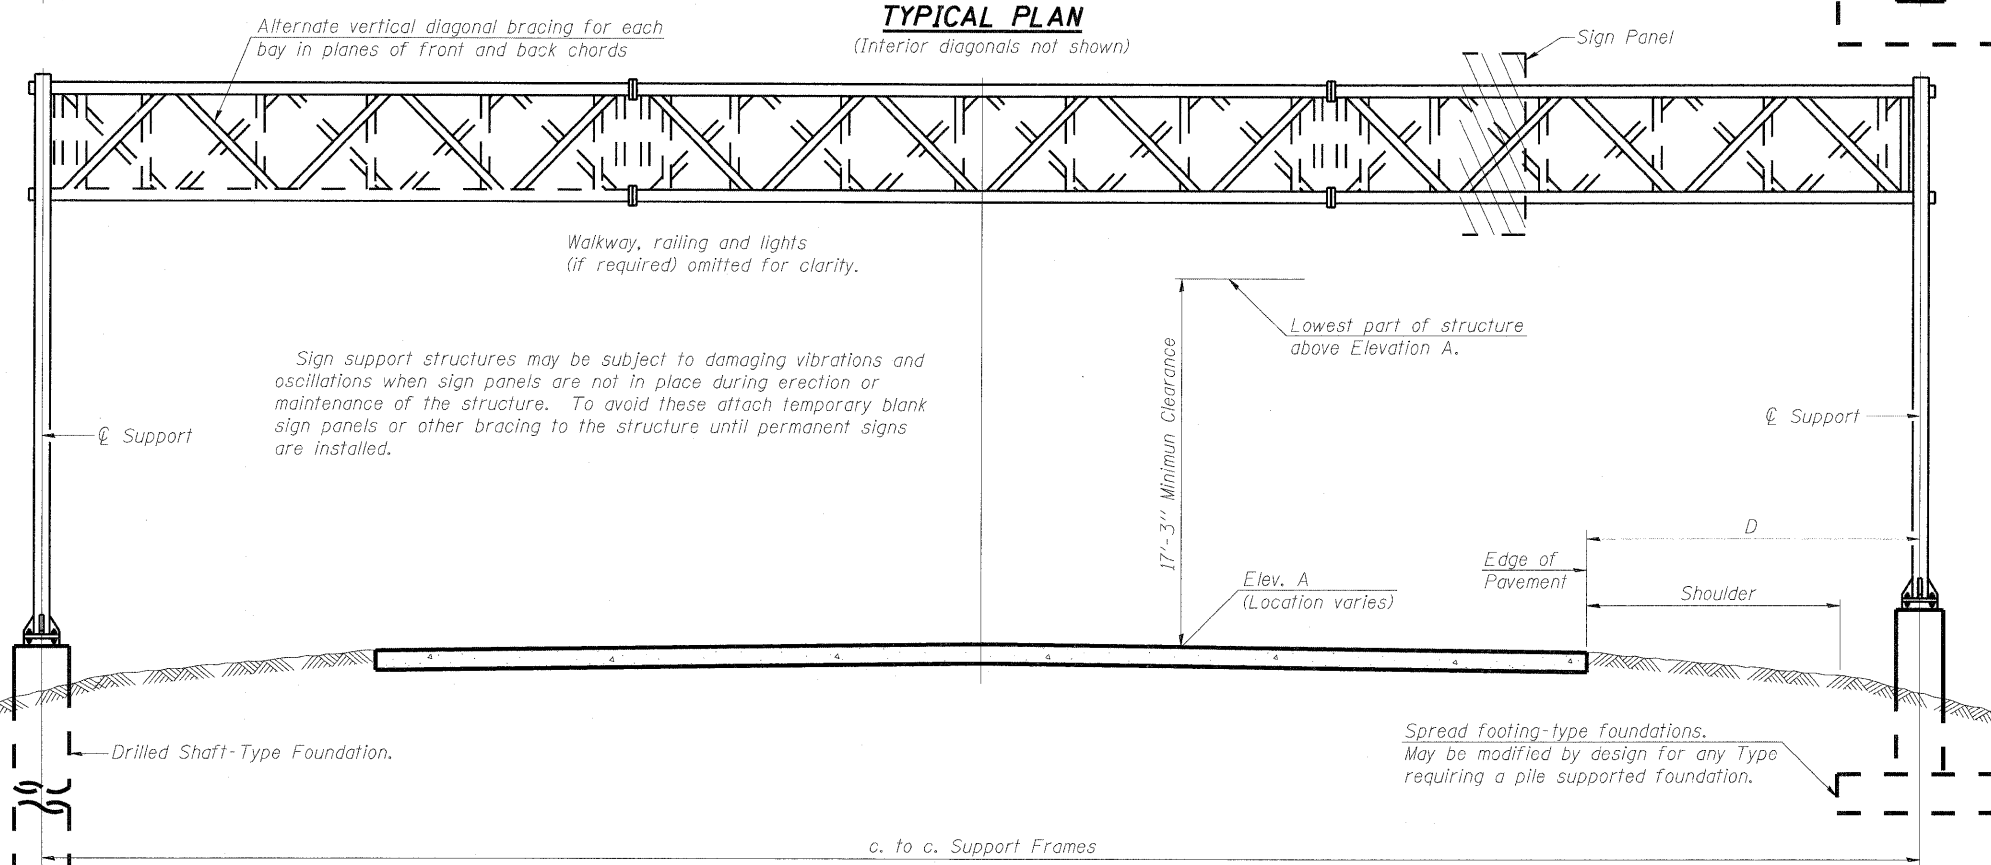 TYPICAL PLAN
(Interior diagonals not shown)
Alternate vertical diagonal bracing for each
bay in planes of front and back chords
Sign Panel
Walkway, railing and lights
(if required) omitted for clarity.
Lowest part of structure
above Elevation A.
Sign support structures may be subject to damaging vibrations and
oscillations when sign panels are not in place during erection or
maintenance of the structure. To avoid these attach temporary blank
sign panels or other bracing to the structure until permanent signs
are installed.
℄ Support
℄ Support
17'-3" Minimun Clearance
D
Edge of
Pavement
Shoulder
Elev. A
(Location varies)
Drilled Shaft-Type Foundation.
Spread footing-type foundations.
May be modified by design for any Type
requiring a pile supported foundation.
c. to c. Support Frames